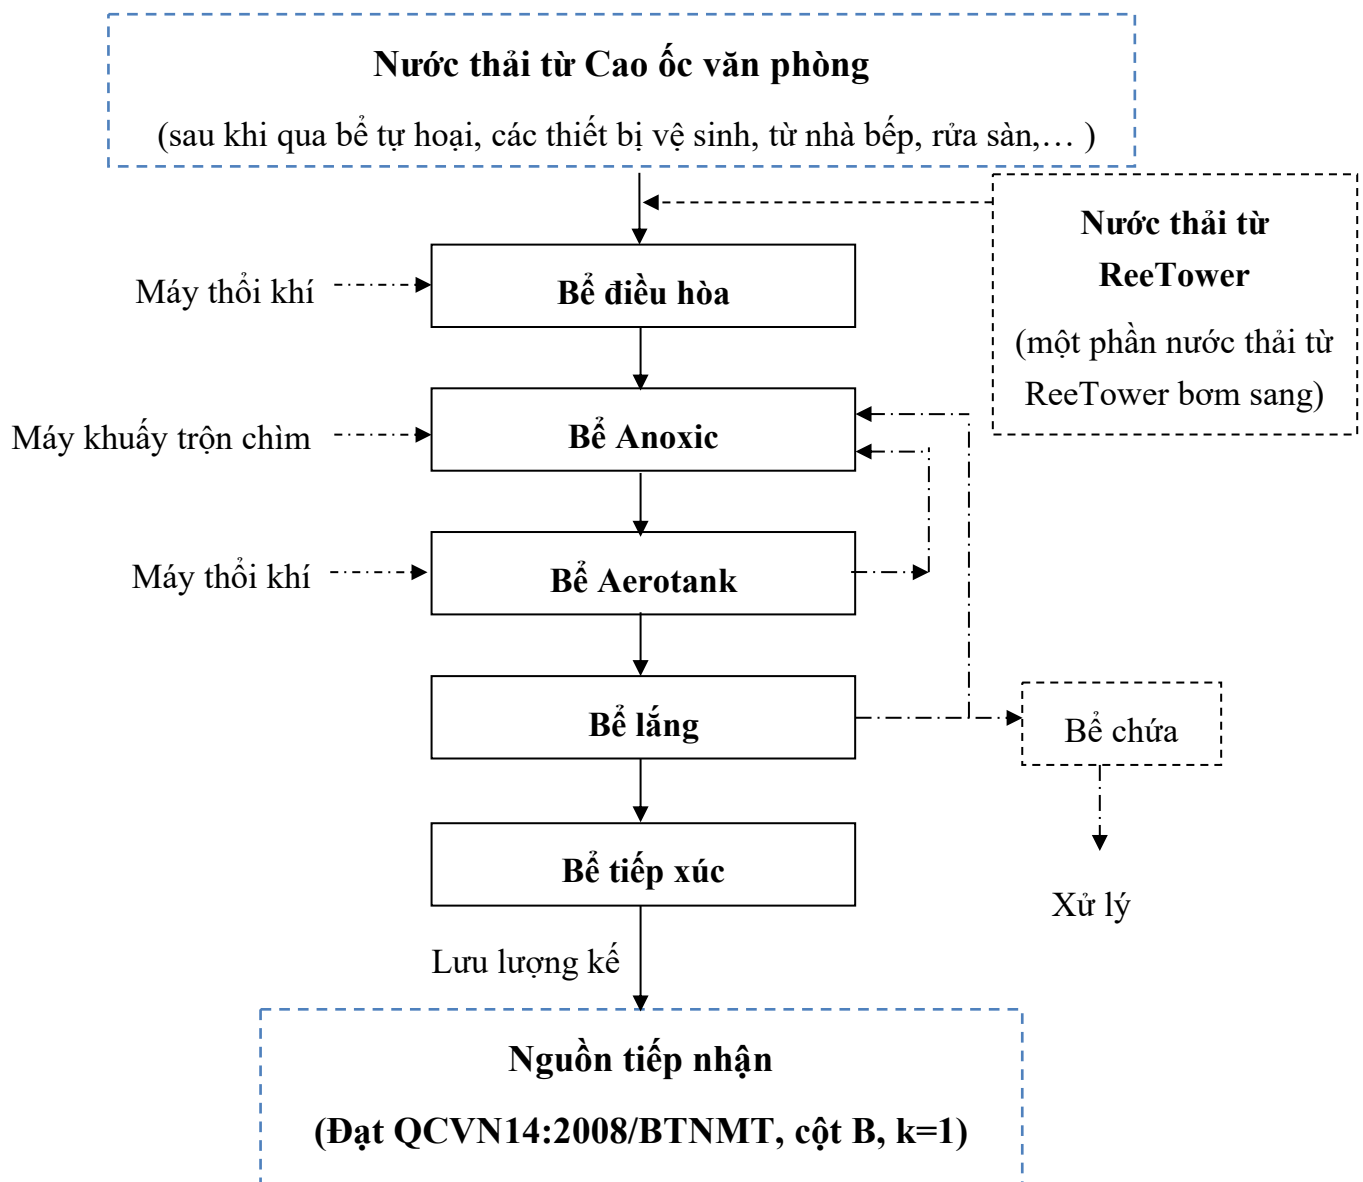 Nước thải từ Cao ốc văn phòng
(sau khi qua bể tự hoại, các thiết bị vệ sinh, từ nhà bếp, rửa sàn,… )
Nước thải từ
ReeTower
(một phần nước thải từ
ReeTower bơm sang)
Máy thổi khí
Bể điều hòa
Máy khuấy trộn chìm
Bể Anoxic
Máy thổi khí
Bể Aerotank
Bể lắng
Bể chứa
Bể tiếp xúc
Xử lý
Lưu lượng kế
Nguồn tiếp nhận
(Đạt QCVN14:2008/BTNMT, cột B, k=1)